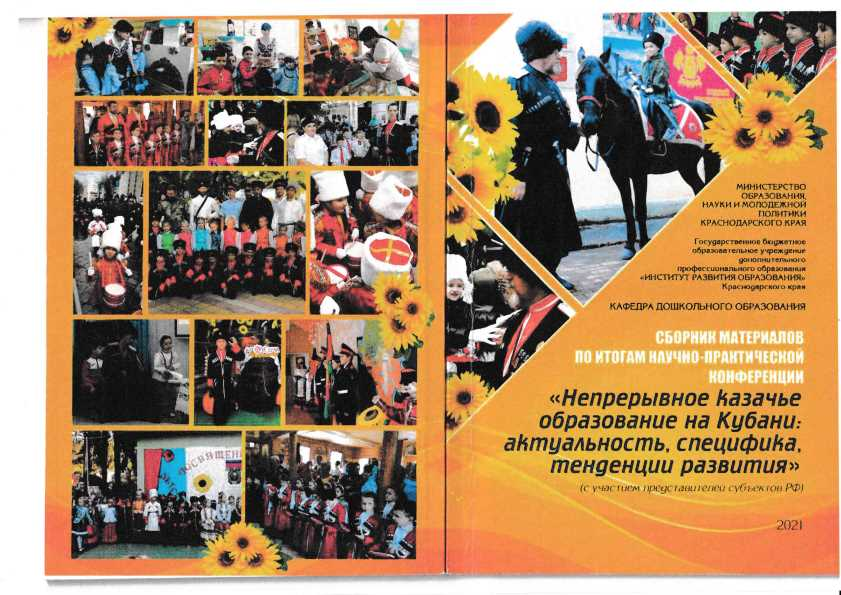 МИНИСТЕРСТВО
ОБРАЗОВАНИЯ,
НАУКИ И МОЛОДЕЖНОЙ
ПОЛИТИКИ
КРАСНОДАРСКОГО КРАЯ
Государственное бюджетное
образовательное учреждение
дополнительного
профессионального образования
«ИНСТИТУТ РАЗВИТИЯ ОБРАЗОВАНИЯ»
Краснодарского края
КАФЕДРА ДОШКОЛЬНОГО ОБРАЗОВАНИЯ
СБОРНИК МАТЕРИАЛОВ
ПО ИТОГАМ НАУЧНО-ПРАКТИЧЕСКОЙ
КОНФЕРЕНЦИИ
«Непрерывное казачье
образование на Кубани:
актуальность, специфика,
тенденции развития»
(с участием представителей субъектов РФ)
2021